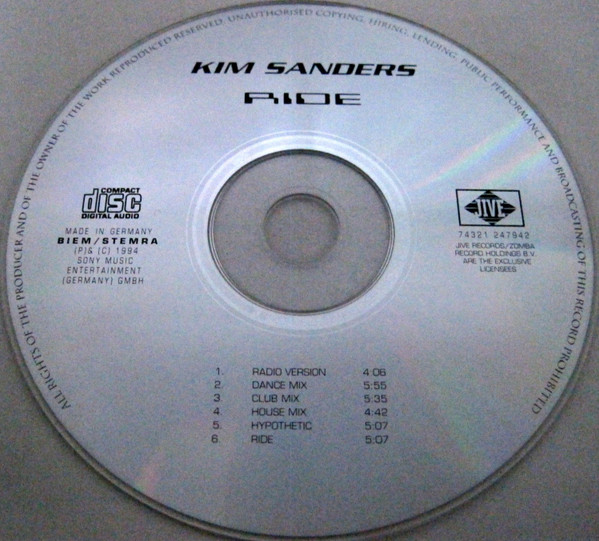 ALL RIGHTS OF THE PRODUCER AND OF THE OWNER OF THE WORK REPRODUCED RESERVED. UNAUTHORISED COPYING, HIRING, LENDING, PUBLIC PERFORMANCE AND BROADCASTING OF THIS RECORD PROHIBITED
KIM SANDERS
RIDE
COMPACT
disc
DIGITAL AUDIO
MADE IN GERMANY
BIEM/STEMRA
(P)& (C) 1994
SONY MUSIC
ENTERTAINMENT
(GERMANY) GMBH
JIVE
74321 247942
JIVE RECORDS/ZOMBA
RECORD HOLDINGS B.V.
ARE THE EXCLUSIVE
LICENSEES
1. RADIO VERSION 4:06
2. DANCE MIX 5:55
3. CLUB MIX 5:35
4. HOUSE MIX 4:42
5. HYPOTHETIC 5:07
6. RIDE 5:07